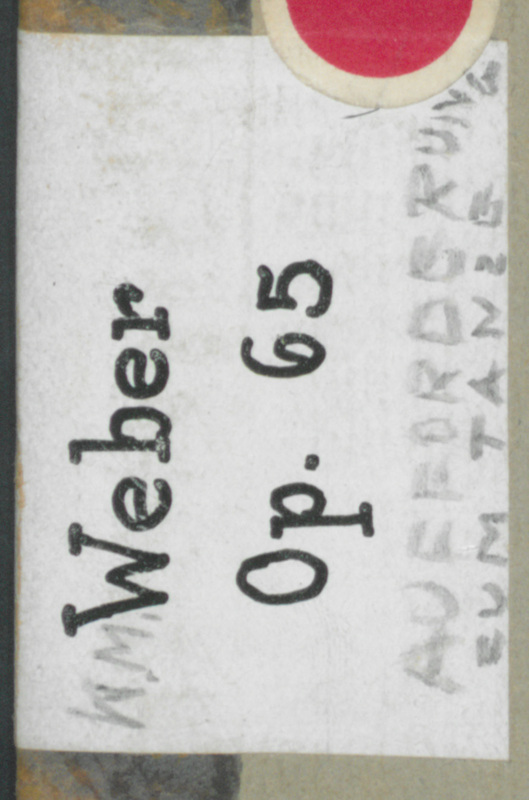 Weber
Op. 65
AUFFORDERUNG
ZUM TANZE